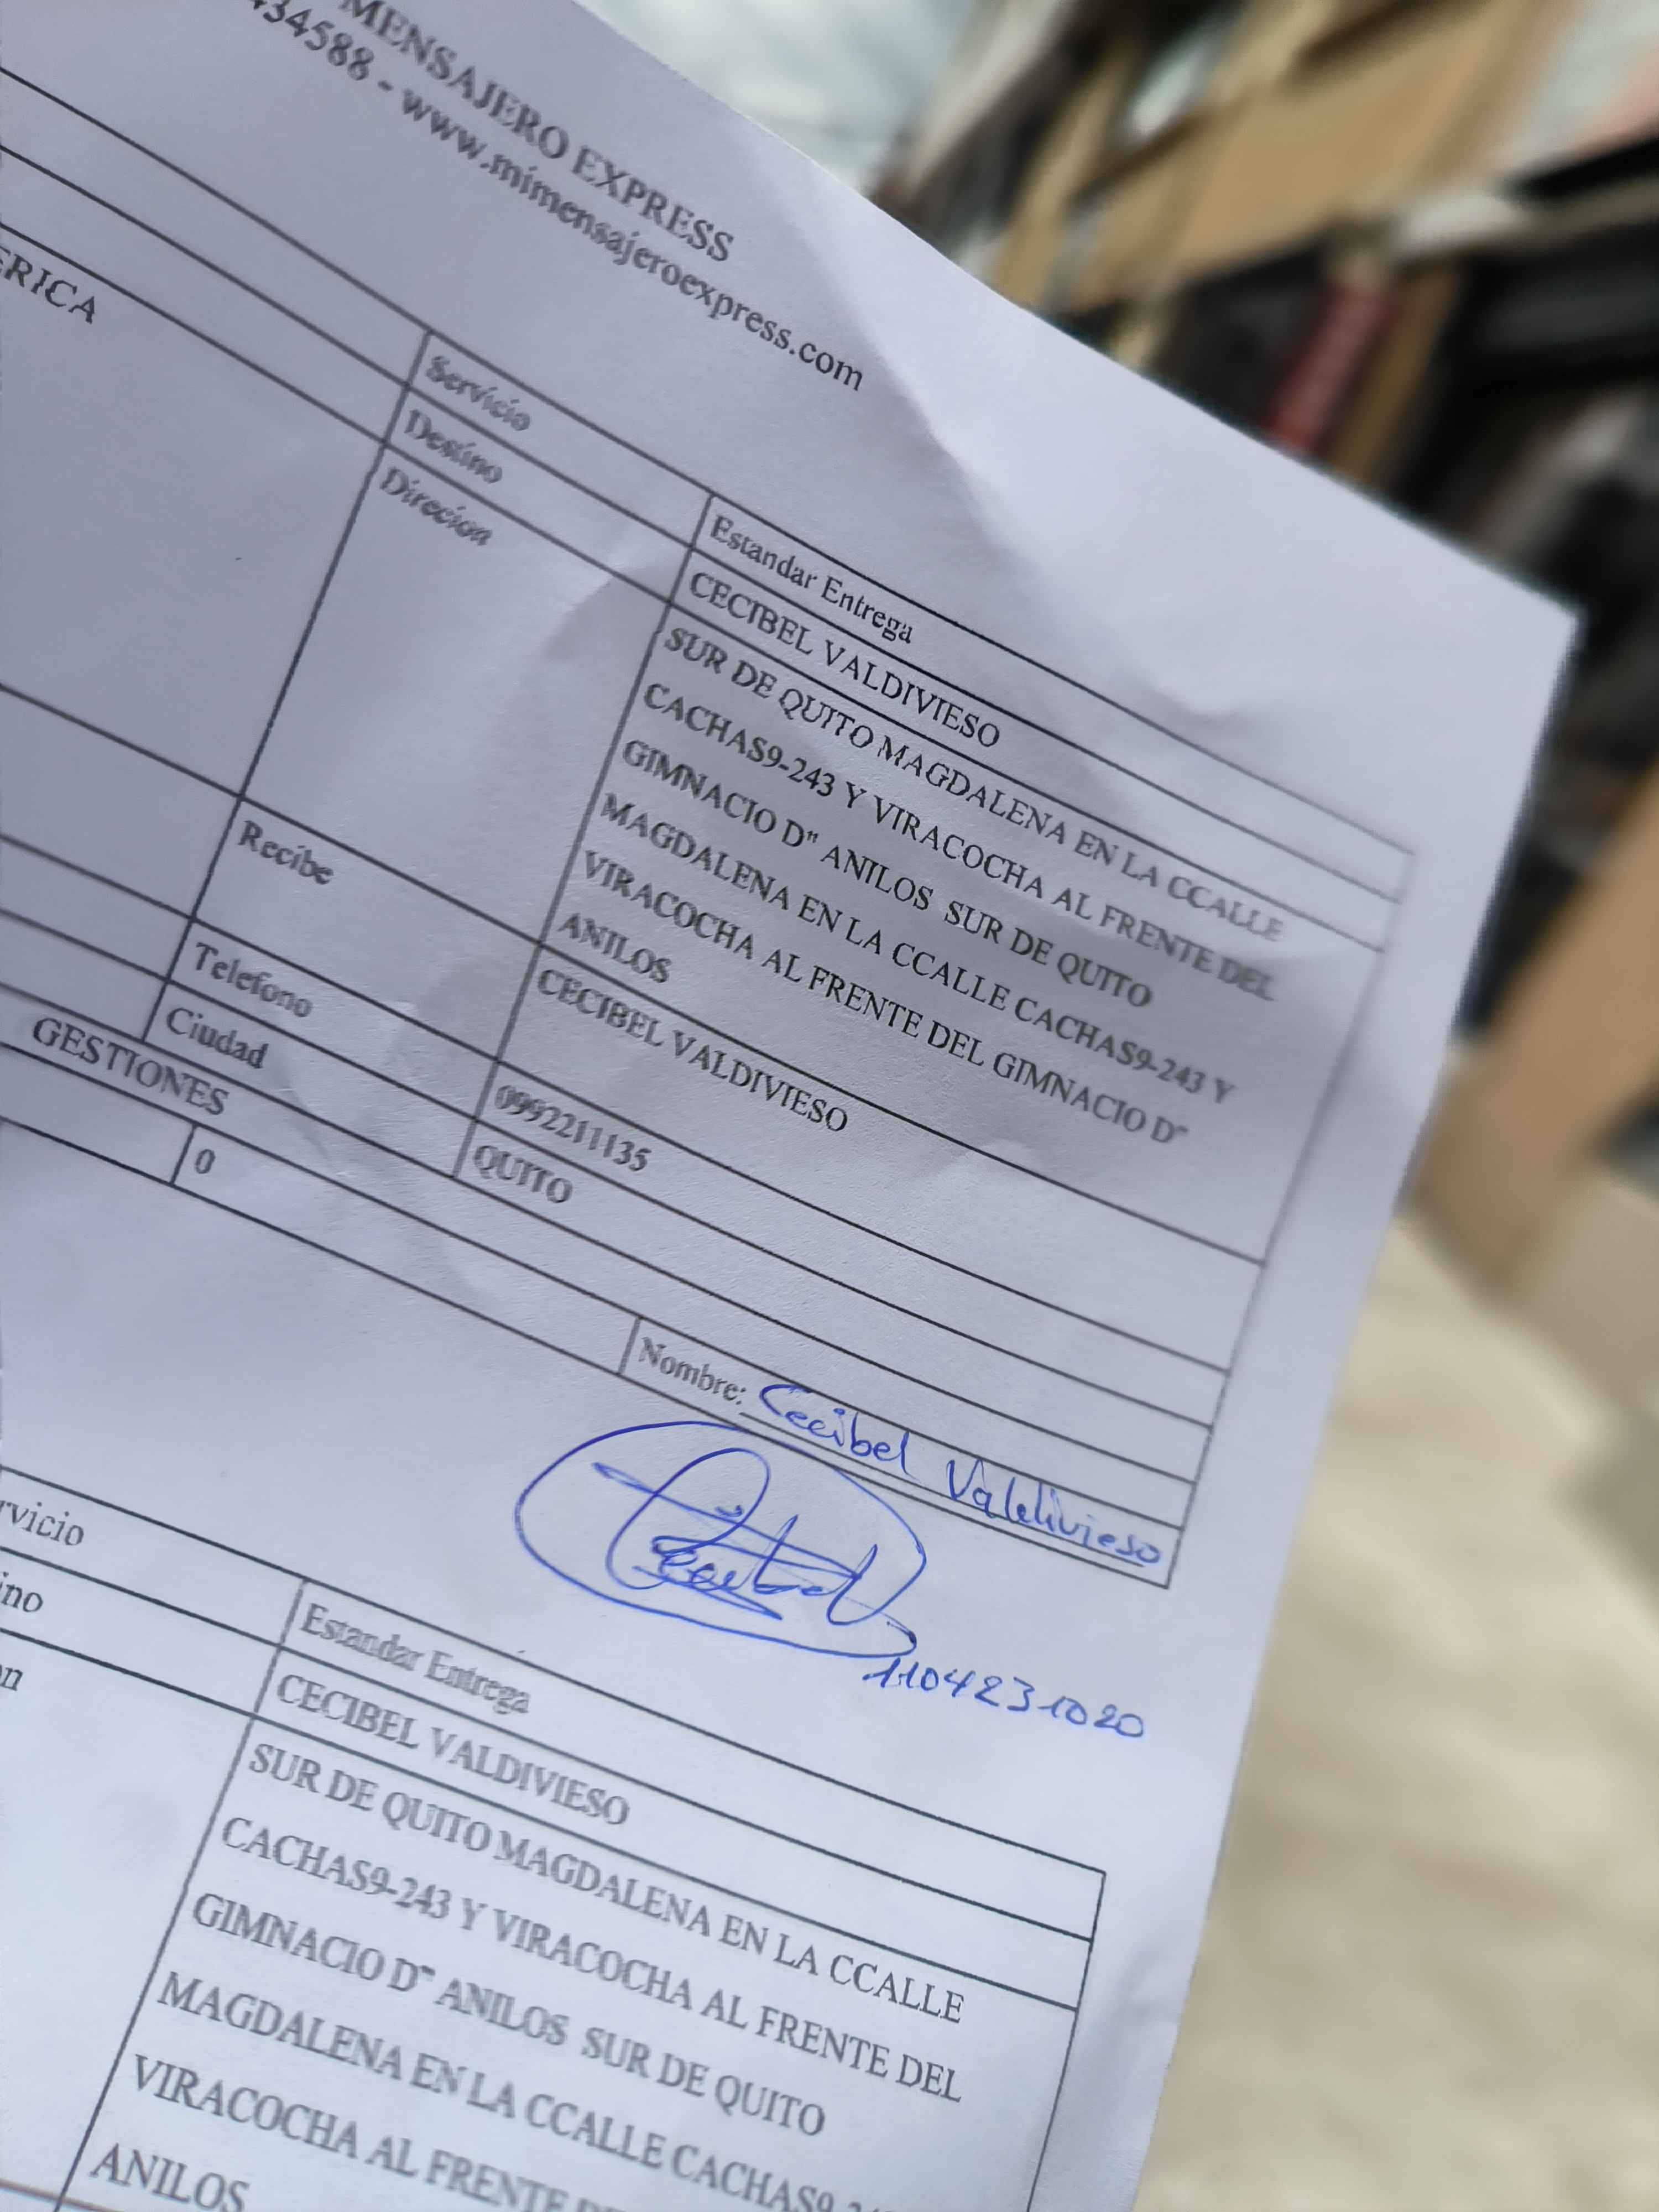 MENSAJERO EXPRESS
434588 - www.mimensajeroexpress.com
ERICA
Servicio
Estandar Entrega
Destino
CECIBEL VALDIVIESO
Direcion
SUR DE QUITO MAGDALENA EN LA CCALLE
CACHAS9-243 Y VIRACOCHA AL FRENTE DEL
GIMNACIO D" ANILOS SUR DE QUITO
MAGDALENA EN LA CCALLE CACHAS9-243 Y
VIRACOCHA AL FRENTE DEL GIMNACIO D"
ANILOS
Recibe
CECIBEL VALDIVIESO
Telefono
0992211135
Ciudad
QUITO
GESTIONES
0
Nombre: Cecibel Valdivieso
1104231020
rvicio
Estandar Entrega
ino
CECIBEL VALDIVIESO
on
SUR DE QUITO MAGDALENA EN LA CCALLE
CACHAS9-243 Y VIRACOCHA AL FRENTE DEL
GIMNACIO D" ANILOS SUR DE QUITO
MAGDALENA EN LA CCALLE CACHAS9-243
VIRACOCHA AL FRENTE
ANILOS